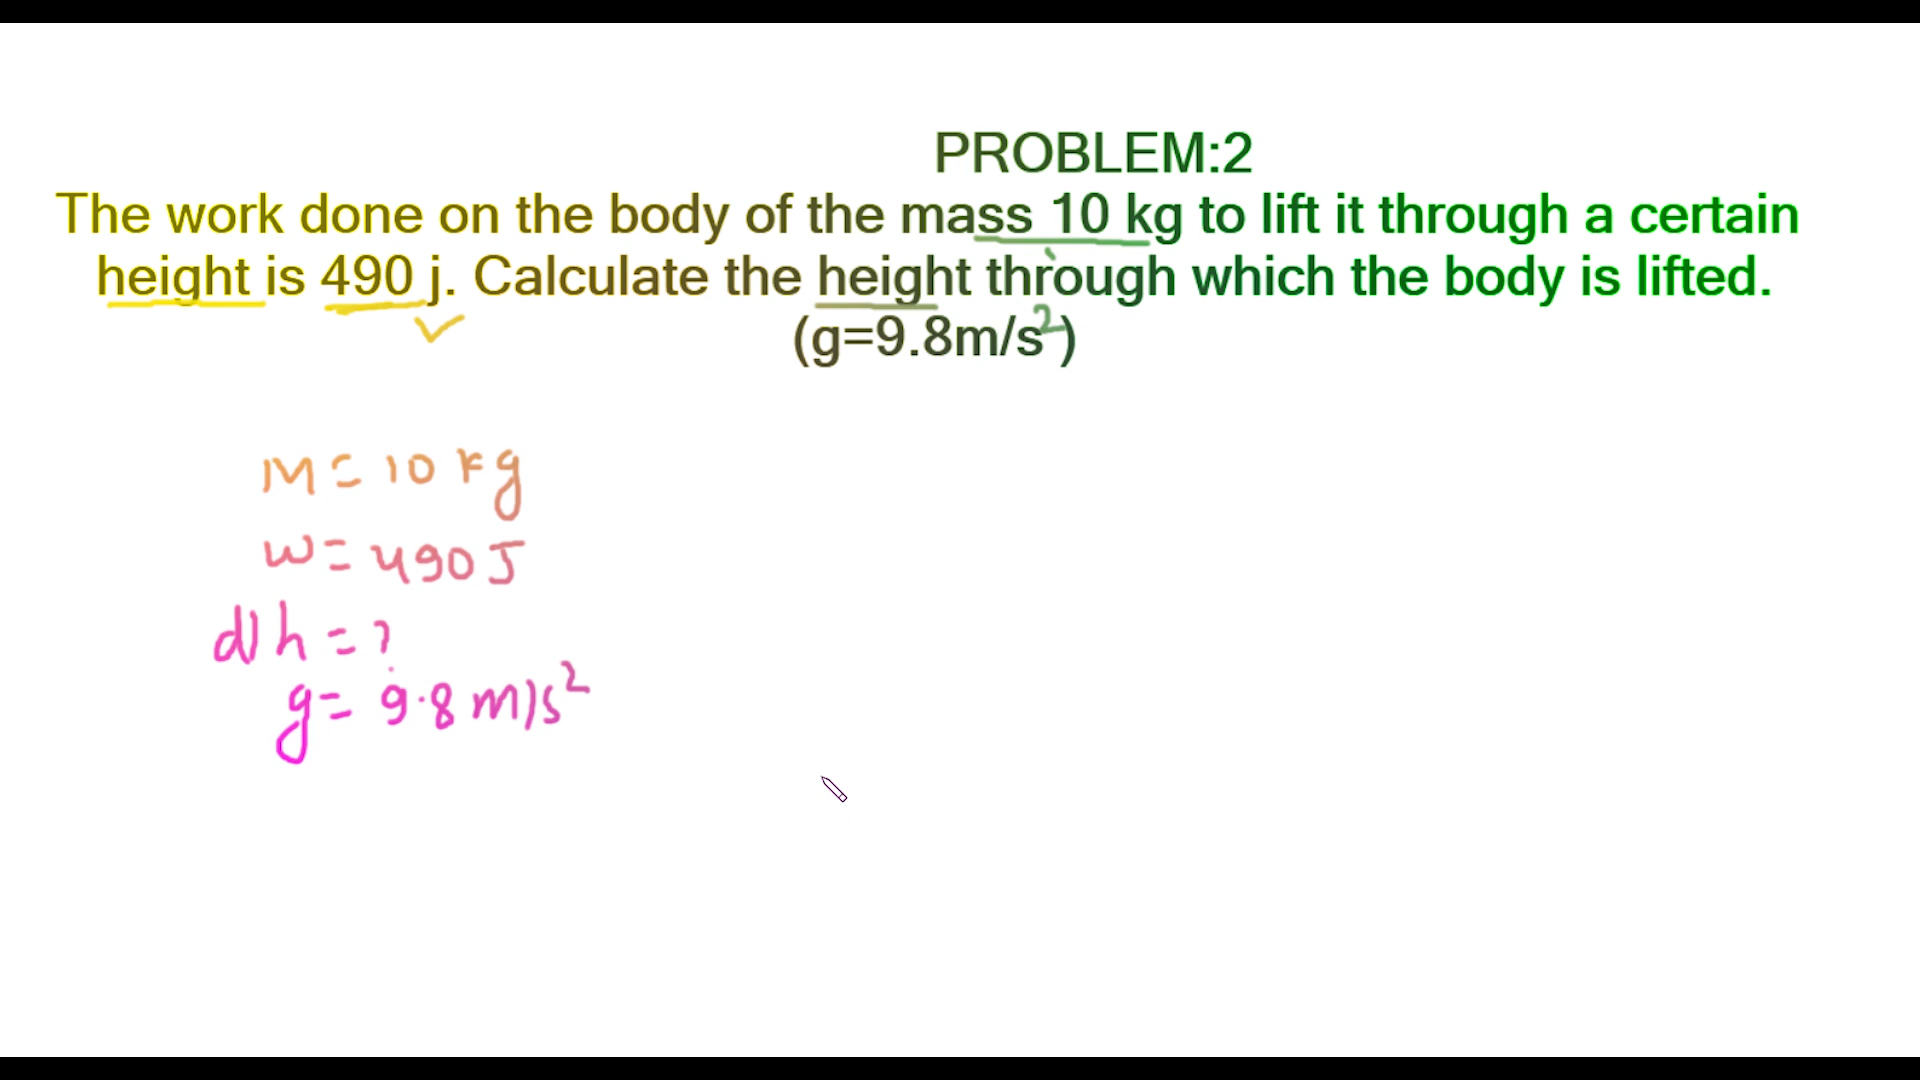 PROBLEM:2
The work done on the body of the mass 10 kg to lift it through a certain
height is 490 j. Calculate the height through which the body is lifted.
(g=9.8m/s²)
M = 10 kg
W = 490 J
d/h = ?
g = 9.8 m/s²